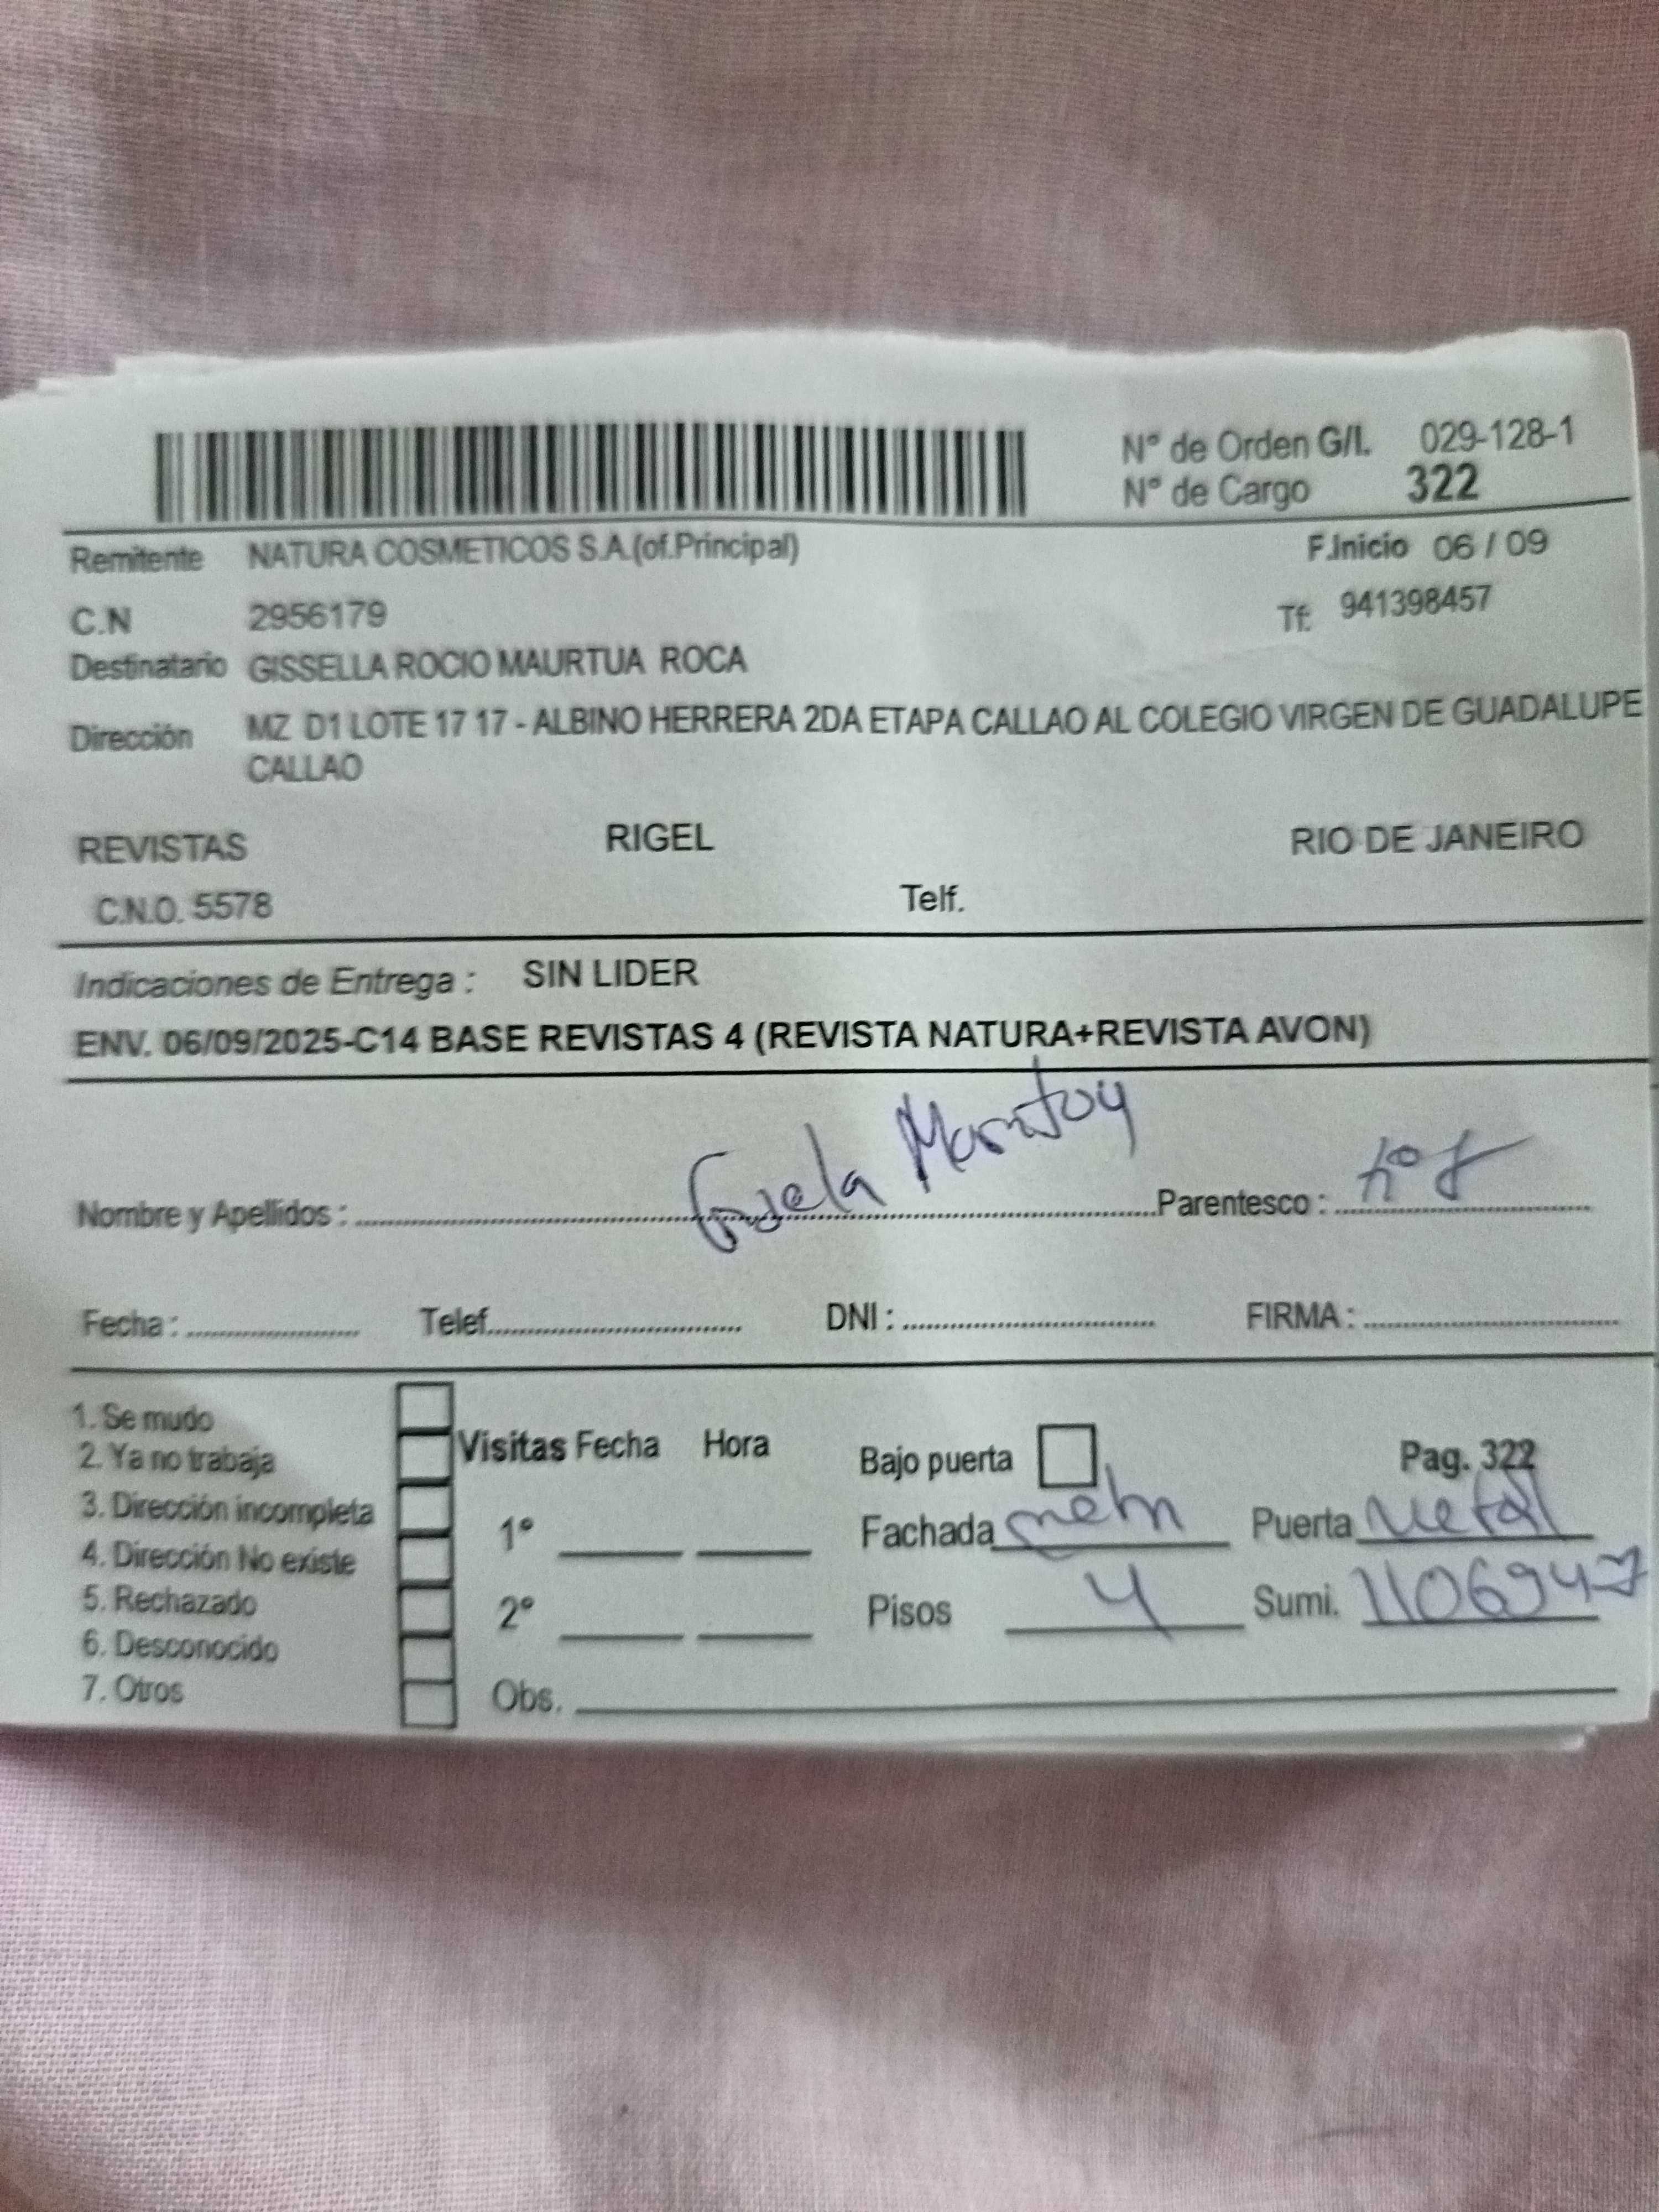 N° de Orden G/I. 029-128-1
N° de Cargo 322
Remitente NATURA COSMETICOS S.A.(of.Principal) F.Inicio 06 / 09
C.N 2956179 Tf: 941398457
Destinatario GISSELLA ROCIO MAURTUA ROCA
Dirección MZ D1 LOTE 17 17 - ALBINO HERRERA 2DA ETAPA CALLAO AL COLEGIO VIRGEN DE GUADALUPE
CALLAO
REVISTAS RIGEL RIO DE JANEIRO
C.N.O. 5578 Telf.
Indicaciones de Entrega : SIN LIDER
ENV. 06/09/2025-C14 BASE REVISTAS 4 (REVISTA NATURA+REVISTA AVON)
Nombre y Apellidos : Parentesco :
Fecha : Telef. DNI : FIRMA :
1. Se mudo
2. Ya no trabaja
3. Dirección incompleta
4. Dirección No existe
5. Rechazado
6. Desconocido
7. Otros
Visitas Fecha Hora
1°
2°
Obs.
Bajo puerta Pag. 322
Fachada Puerta Metal
Pisos 4 Sumi. 1106947